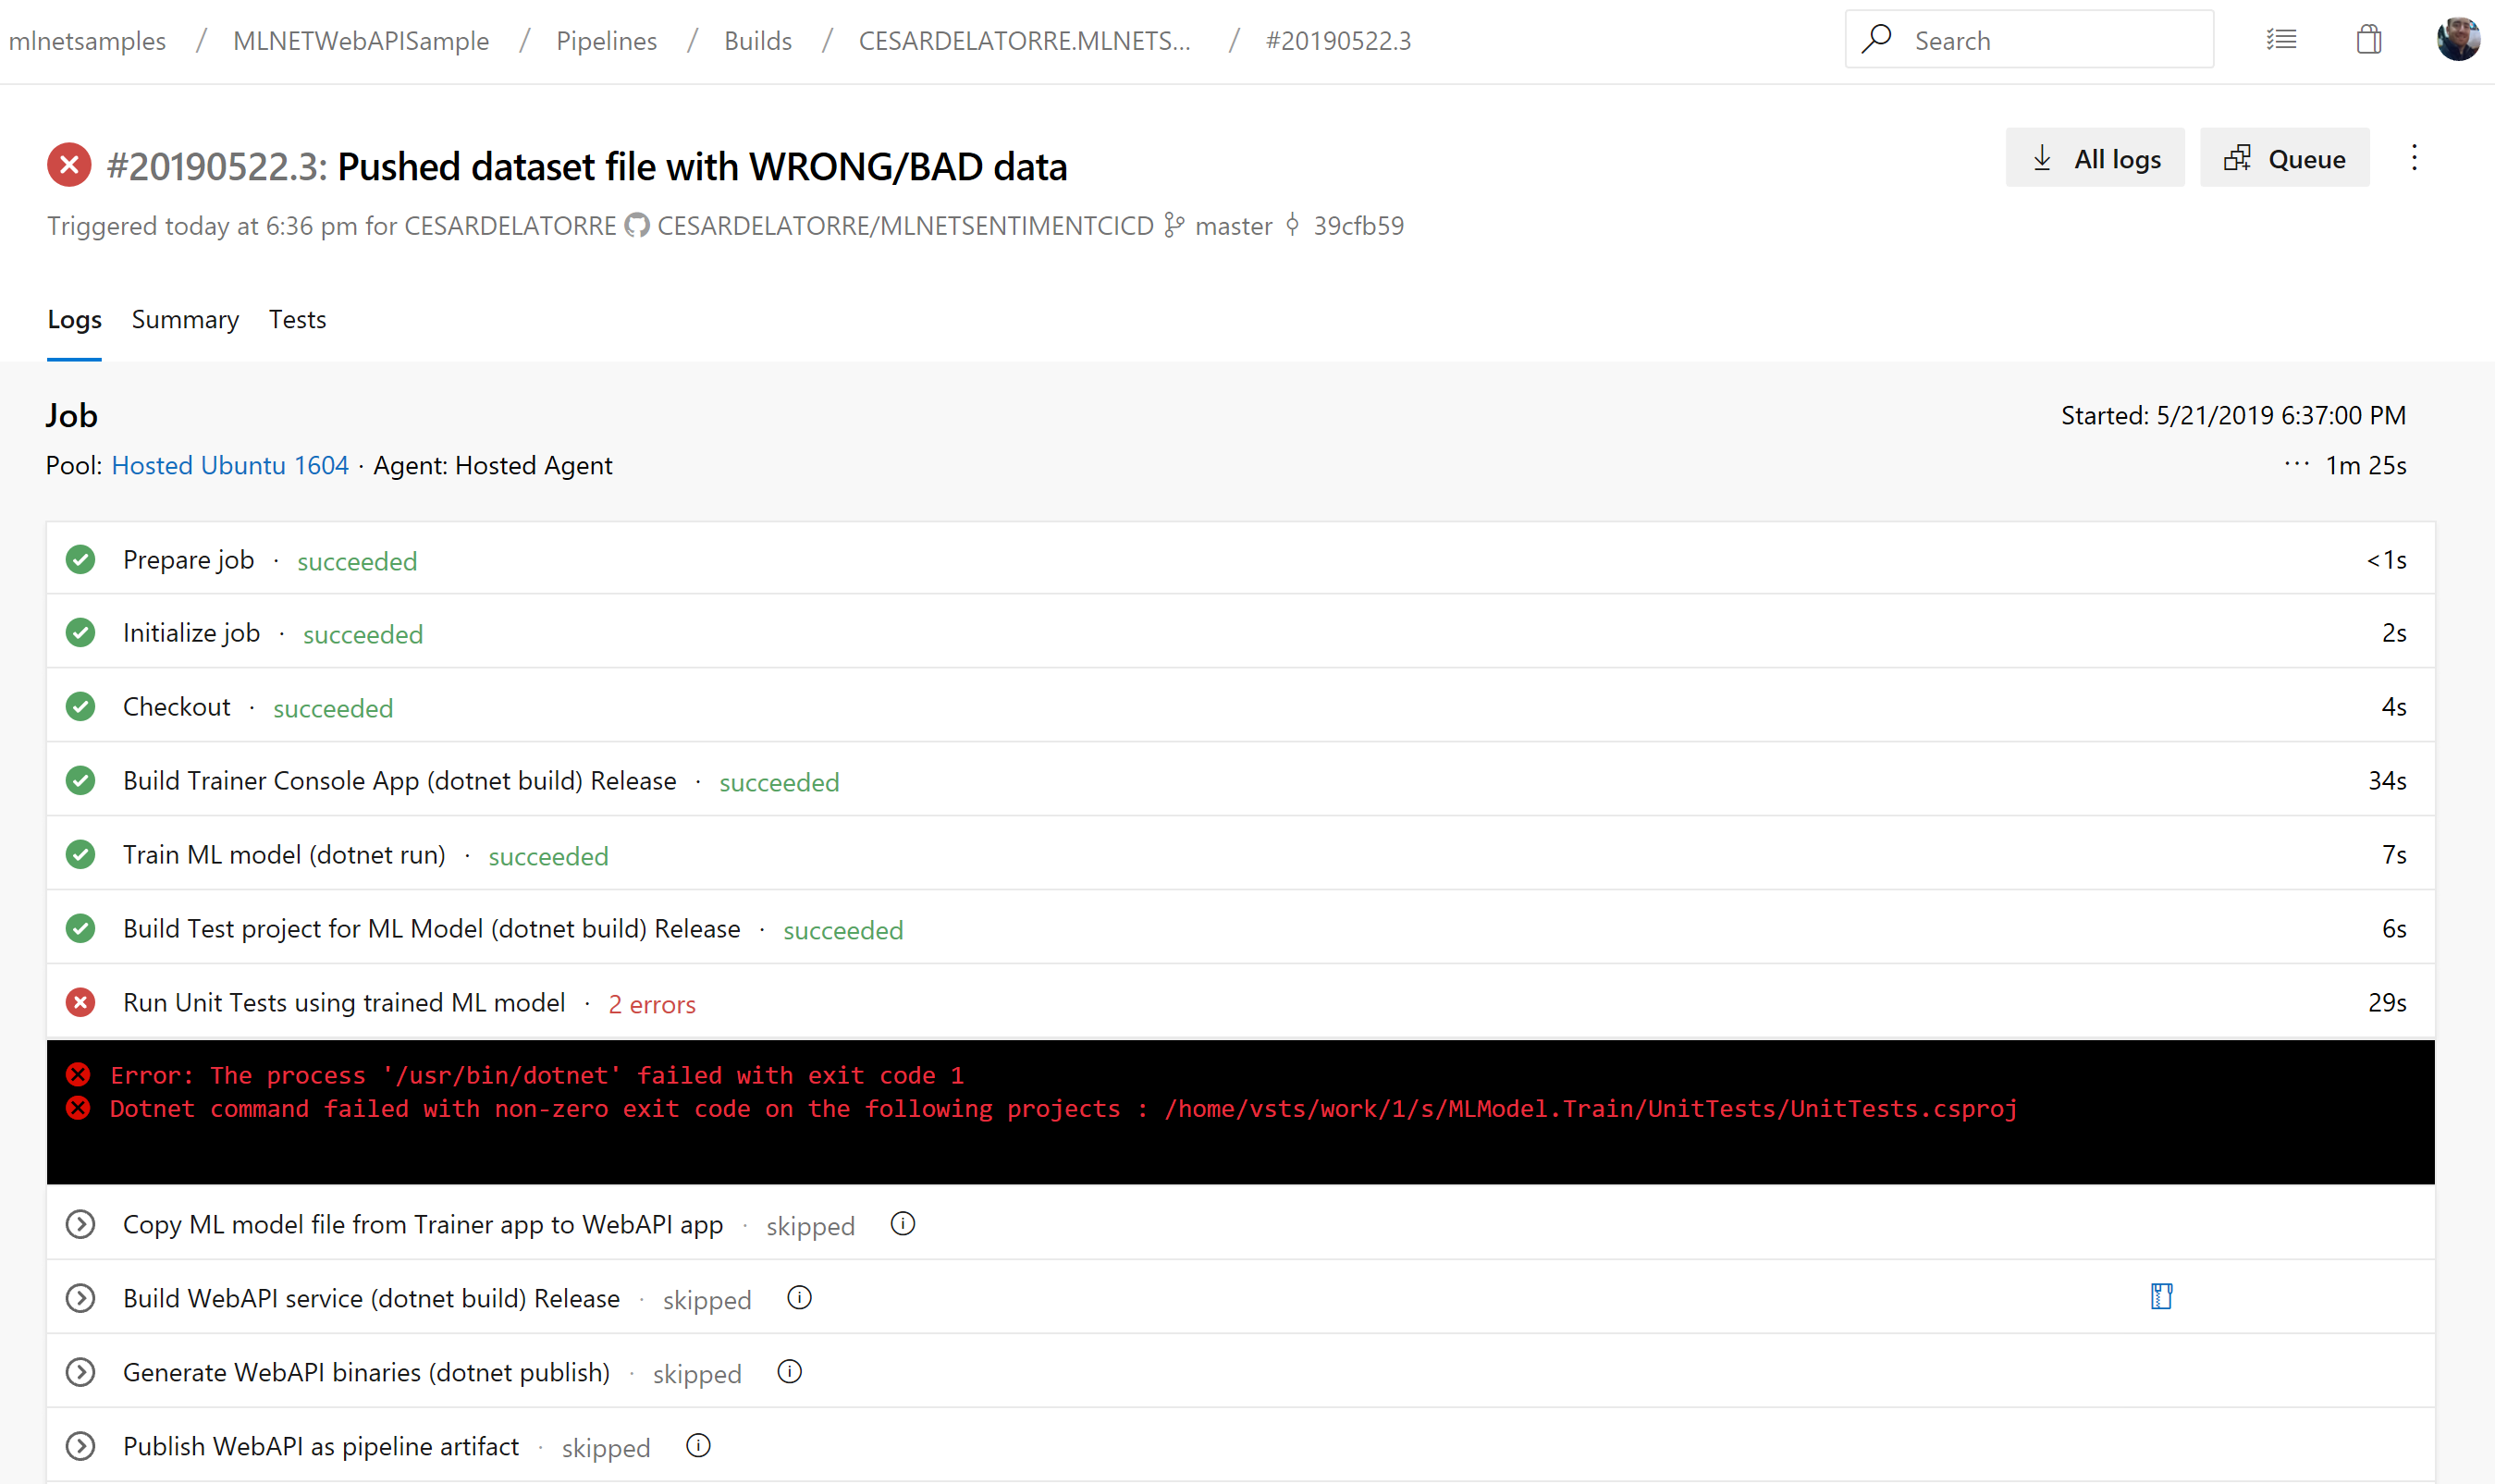 mlnetsamples / MLNETWebAPISample / Pipelines / Builds / CESARDELATORRE.MLNETS... / #20190522.3 Search
#20190522.3: Pushed dataset file with WRONG/BAD data All logs Queue
Triggered today at 6:36 pm for CESARDELATORRE CESARDELATORRE/MLNETSENTIMENTCICD master 39cfb59
Logs Summary Tests
Job Started: 5/21/2019 6:37:00 PM
Pool: Hosted Ubuntu 1604 · Agent: Hosted Agent ··· 1m 25s
Prepare job · succeeded <1s
Initialize job · succeeded 2s
Checkout · succeeded 4s
Build Trainer Console App (dotnet build) Release · succeeded 34s
Train ML model (dotnet run) · succeeded 7s
Build Test project for ML Model (dotnet build) Release · succeeded 6s
Run Unit Tests using trained ML model · 2 errors 29s
Error: The process '/usr/bin/dotnet' failed with exit code 1
Dotnet command failed with non-zero exit code on the following projects : /home/vsts/work/1/s/MLModel.Train/UnitTests/UnitTests.csproj
Copy ML model file from Trainer app to WebAPI app · skipped
Build WebAPI service (dotnet build) Release · skipped
Generate WebAPI binaries (dotnet publish) · skipped
Publish WebAPI as pipeline artifact · skipped